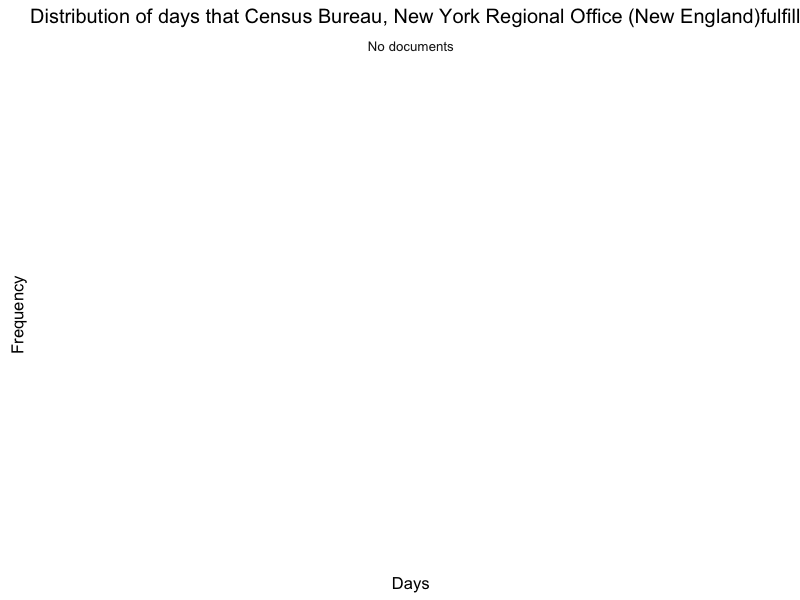 Distribution of days that Census Bureau, New York Regional Office (New England)fulfill
No documents
Frequency
Days